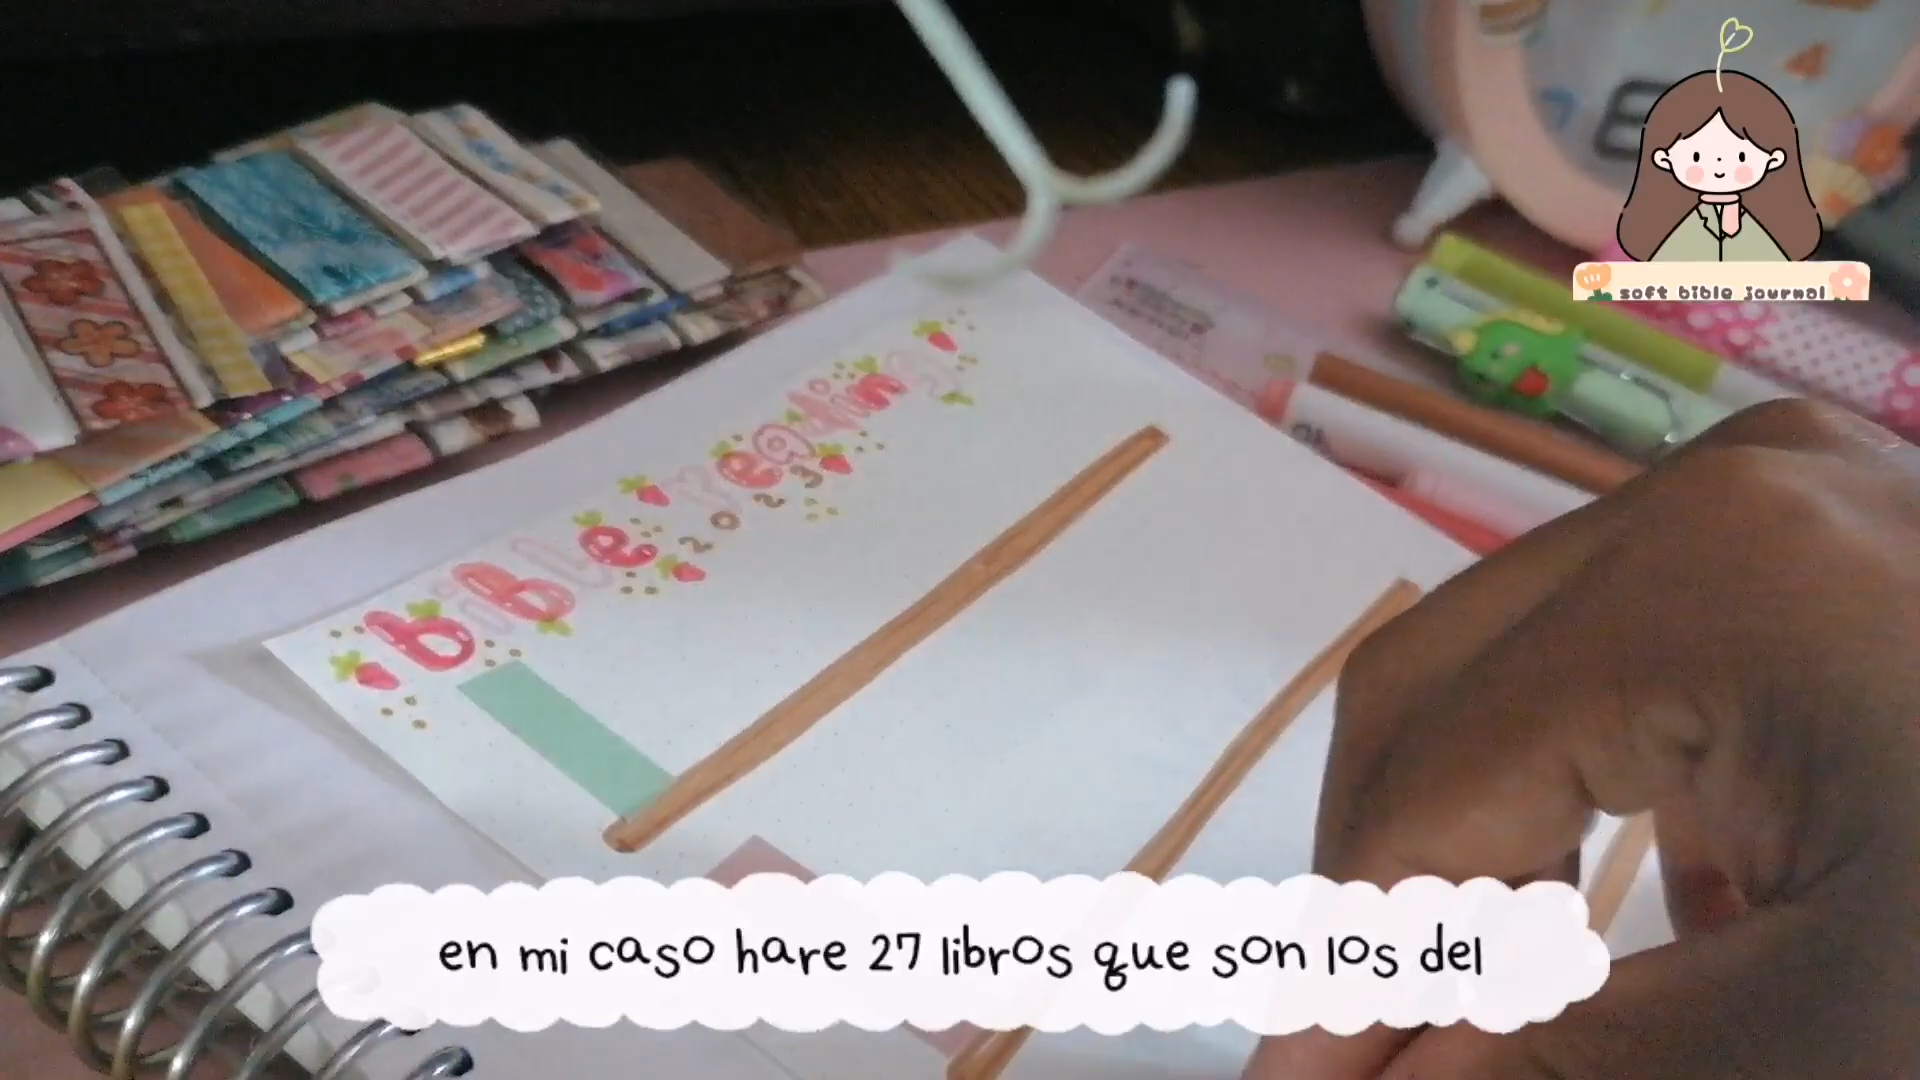 soft bible journal
bible reading
2023
en mi caso hare 27 libros que son los del